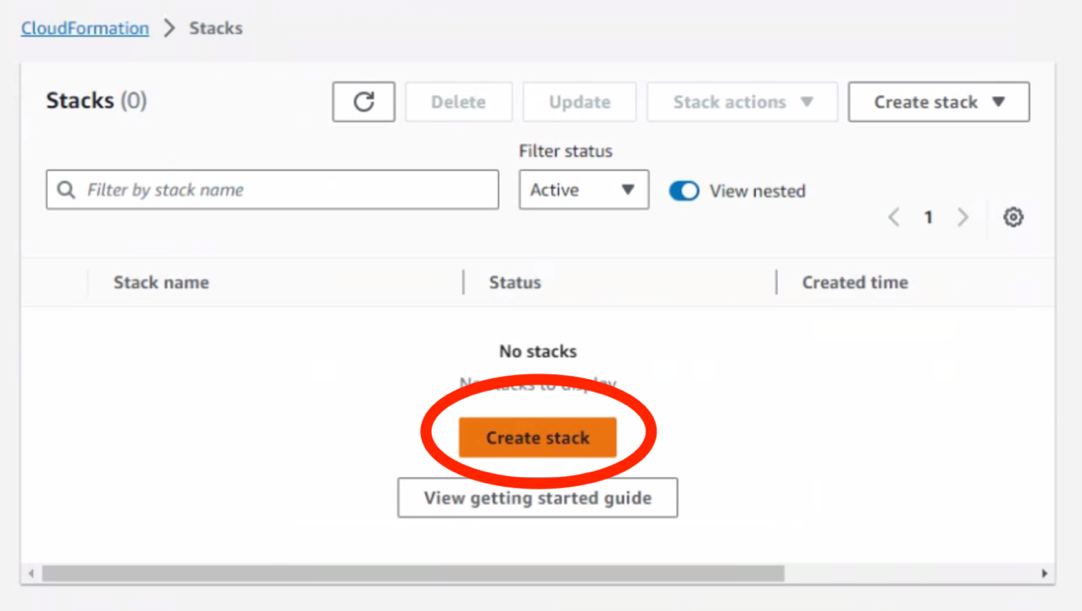 CloudFormation > Stacks
Stacks (0)
Delete
Update
Stack actions
Create stack
Filter status
Filter by stack name
Active
View nested
1
Stack name
Status
Created time
No stacks
No stacks to display
Create stack
View getting started guide